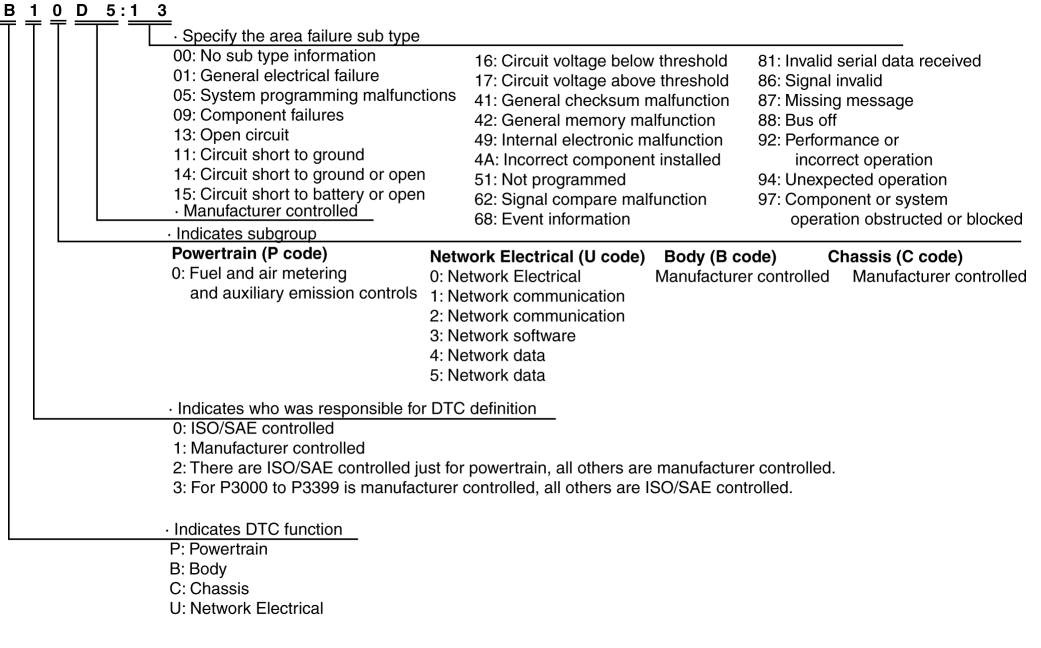 B 1 0 D 5:1 3
· Specify the area failure sub type
00: No sub type information
01: General electrical failure
05: System programming malfunctions
09: Component failures
13: Open circuit
11: Circuit short to ground
14: Circuit short to ground or open
15: Circuit short to battery or open
16: Circuit voltage below threshold
17: Circuit voltage above threshold
41: General checksum malfunction
42: General memory malfunction
49: Internal electronic malfunction
4A: Incorrect component installed
51: Not programmed
62: Signal compare malfunction
68: Event information
81: Invalid serial data received
86: Signal invalid
87: Missing message
88: Bus off
92: Performance or
incorrect operation
94: Unexpected operation
97: Component or system
operation obstructed or blocked
· Manufacturer controlled
· Indicates subgroup
Powertrain (P code)
0: Fuel and air metering
and auxiliary emission controls
Network Electrical (U code)
0: Network Electrical
1: Network communication
2: Network communication
3: Network software
4: Network data
5: Network data
Body (B code)
Manufacturer controlled
Chassis (C code)
Manufacturer controlled
· Indicates who was responsible for DTC definition
0: ISO/SAE controlled
1: Manufacturer controlled
2: There are ISO/SAE controlled just for powertrain, all others are manufacturer controlled.
3: For P3000 to P3399 is manufacturer controlled, all others are ISO/SAE controlled.
· Indicates DTC function
P: Powertrain
B: Body
C: Chassis
U: Network Electrical